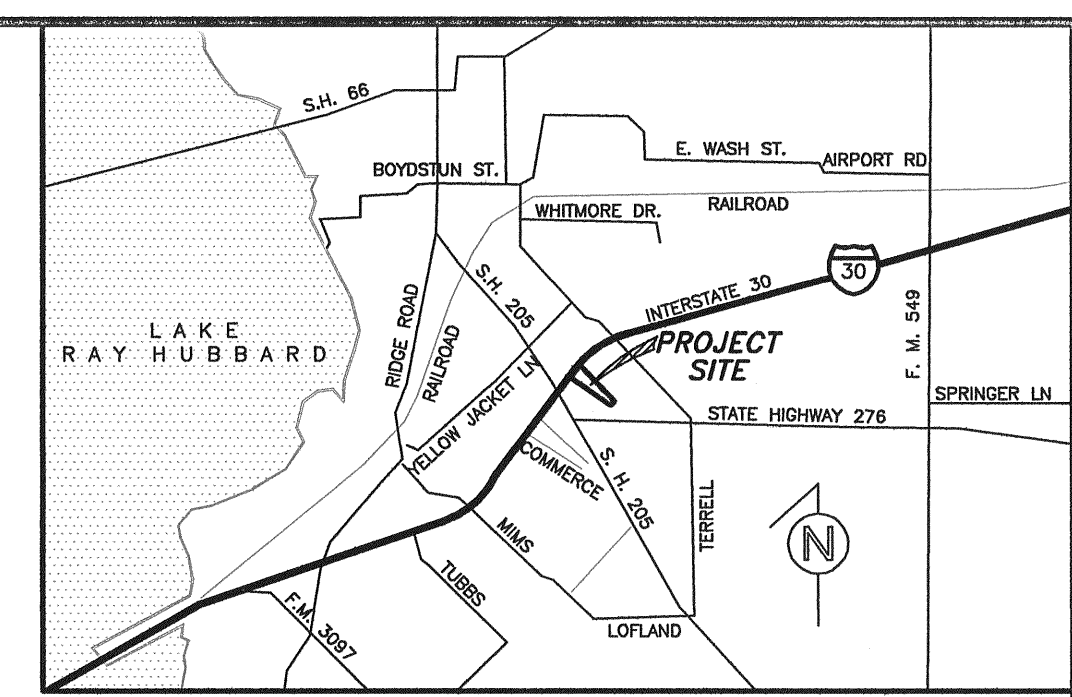 S.H. 66
BOYDSTUN ST.
E. WASH ST.
AIRPORT RD
WHITMORE DR.
RAILROAD
S.H. 205
INTERSTATE 30
30
LAKE
RAY HUBBARD
RIDGE ROAD
RAILROAD
F. M. 549
PROJECT
SITE
YELLOW JACKET LN
SPRINGER LN
STATE HIGHWAY 276
COMMERCE
S. H. 205
TERRELL
MIMS
N
TUBBS
F.M. 3097
LOFLAND